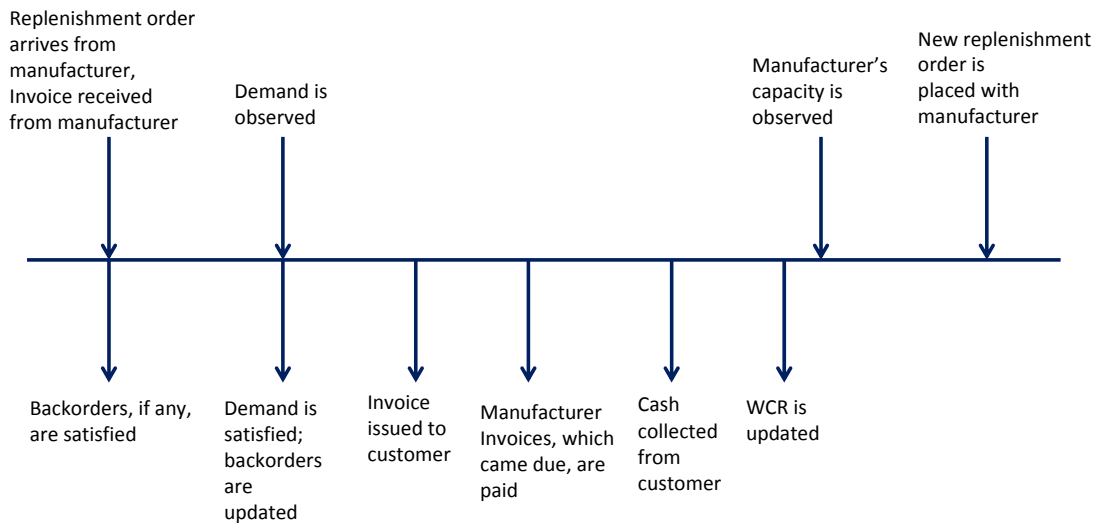 Replenishment order
arrives from
manufacturer,
Invoice received
from manufacturer
Demand is
observed
Manufacturer's
capacity is
observed
New replenishment
order is
placed with
manufacturer
Backorders, if any,
are satisfied
Demand is
satisfied;
backorders
are
updated
Invoice
issued to
customer
Manufacturer
Invoices, which
came due, are
paid
Cash
collected
from
customer
WCR is
updated